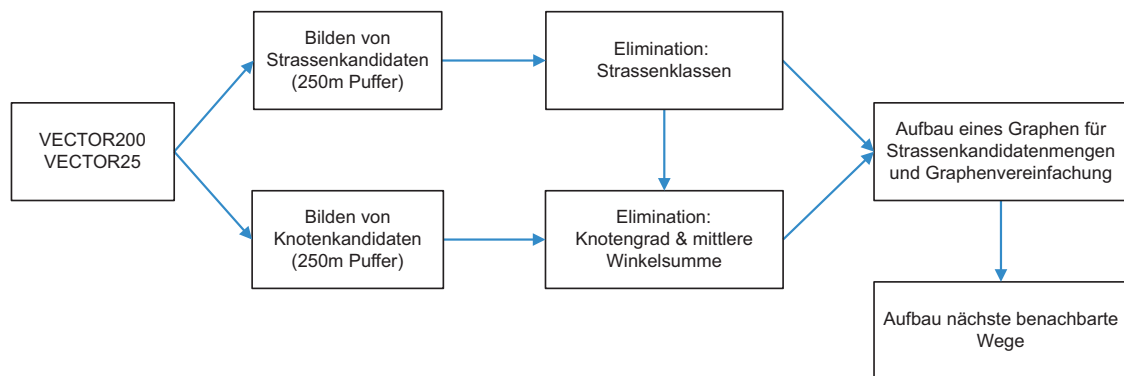 VECTOR200
VECTOR25
Bilden von
Strassenkandidaten
(250m Puffer)
Elimination:
Strassenklassen
Bilden von
Knotenkandidaten
(250m Puffer)
Elimination:
Knotengrad & mittlere
Winkelsumme
Aufbau eines Graphen für
Strassenkandidatenmengen
und Graphenvereinfachung
Aufbau nächste benachbarte
Wege